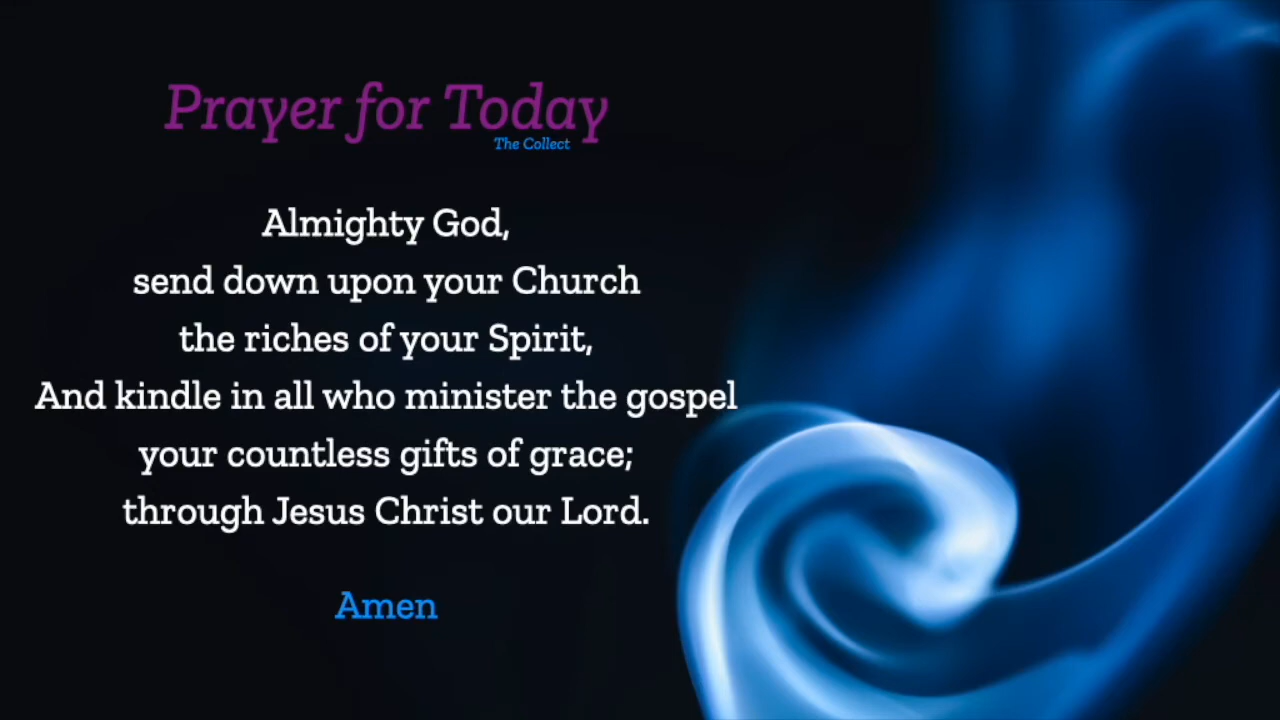 Prayer for Today
The Collect
Almighty God,
send down upon your Church
the riches of your Spirit,
And kindle in all who minister the gospel
your countless gifts of grace;
through Jesus Christ our Lord.
Amen